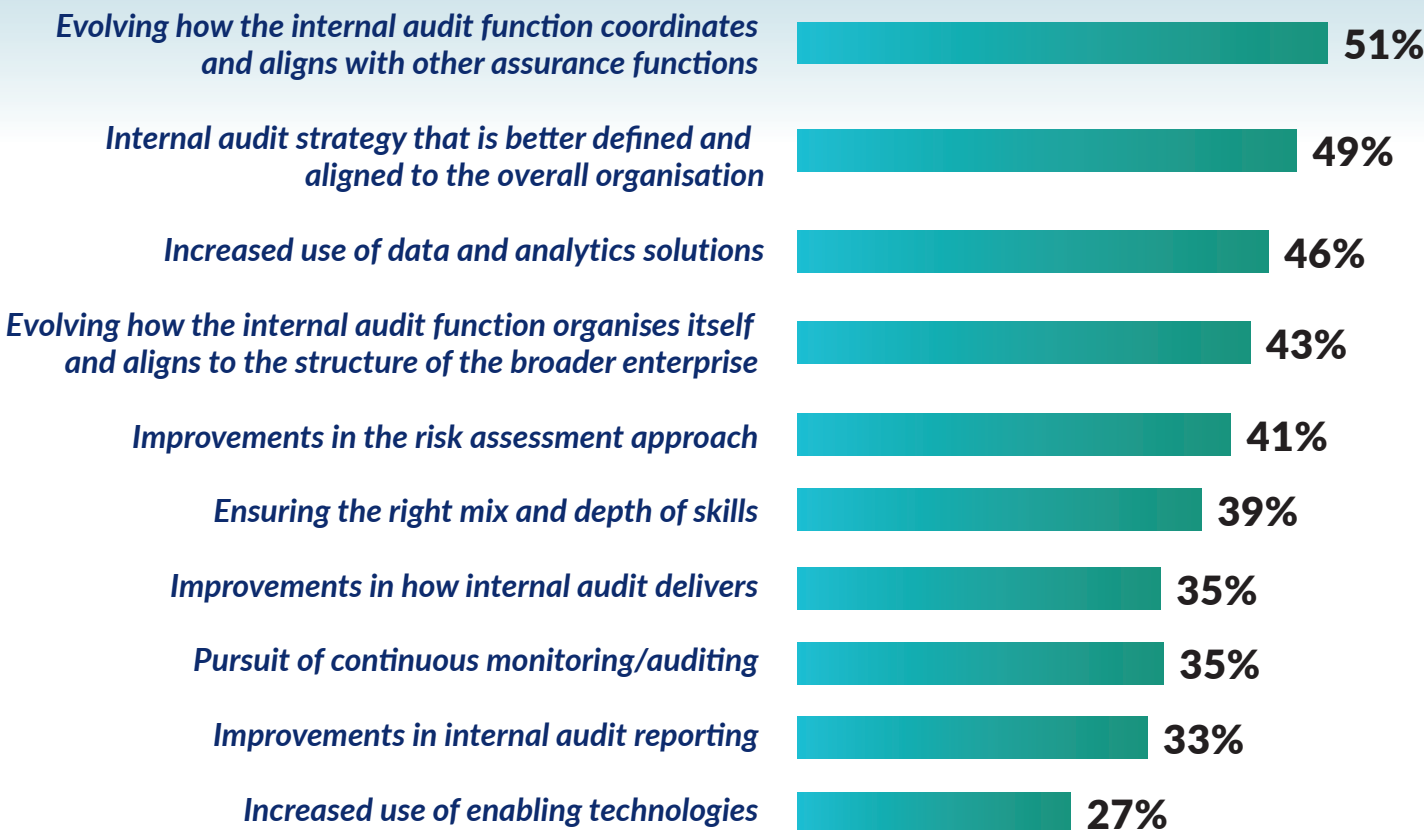 Evolving how the internal audit function coordinates
and aligns with other assurance functions
51%
Internal audit strategy that is better defined and
aligned to the overall organisation
49%
Increased use of data and analytics solutions
46%
Evolving how the internal audit function organises itself
and aligns to the structure of the broader enterprise
43%
Improvements in the risk assessment approach
41%
Ensuring the right mix and depth of skills
39%
Improvements in how internal audit delivers
35%
Pursuit of continuous monitoring/auditing
35%
Improvements in internal audit reporting
33%
Increased use of enabling technologies
27%